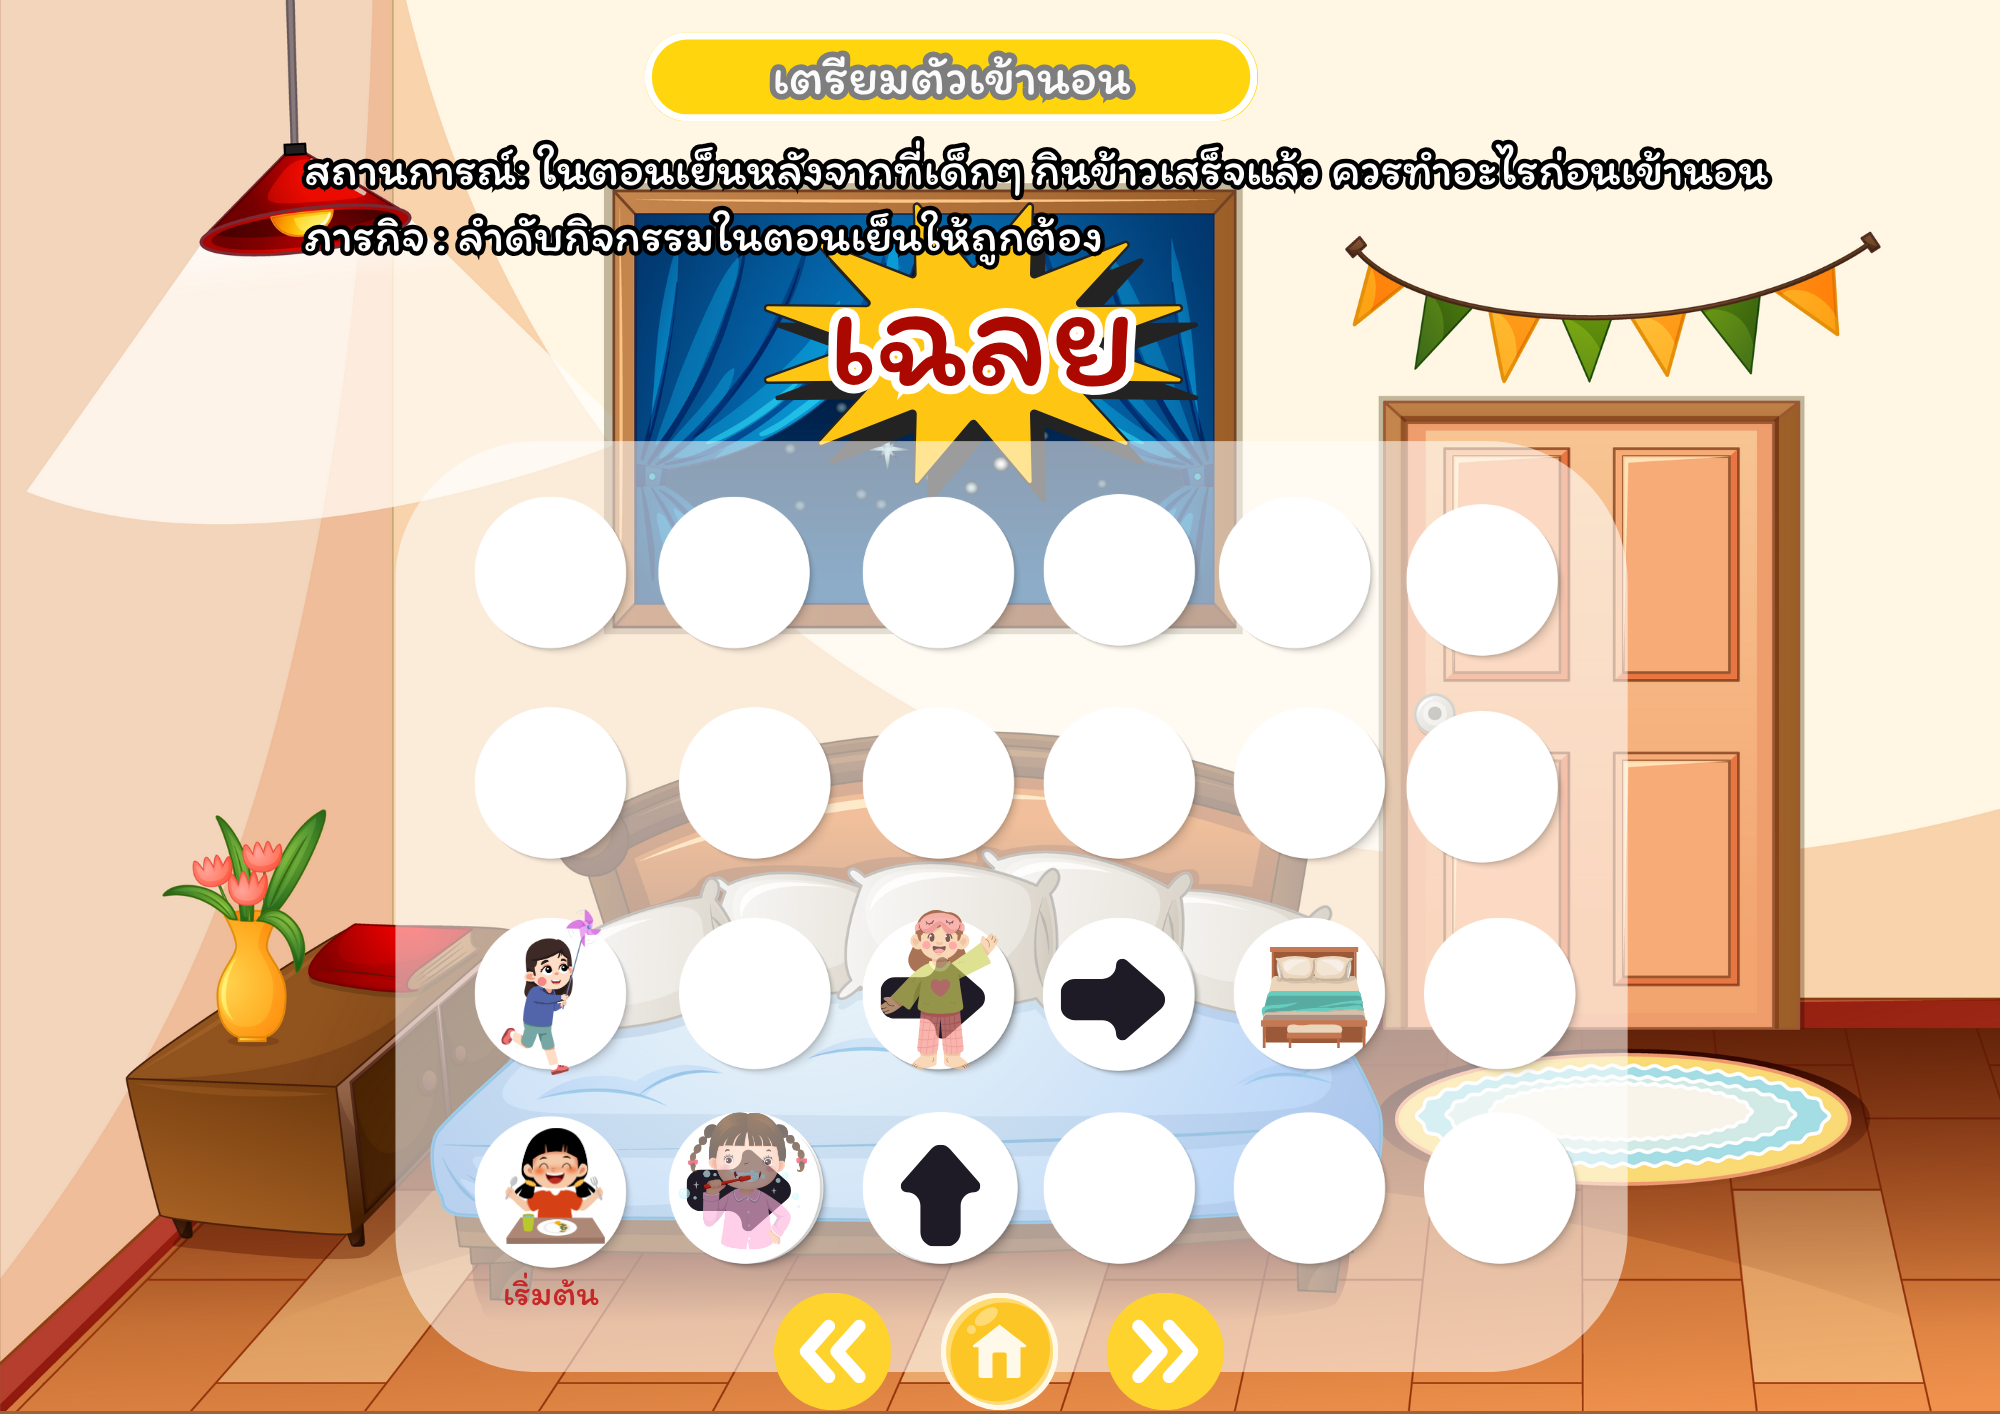 เตรียมตัวเข้านอน
สถานการณ์: ในตอนเย็นหลังจากที่เด็กๆ กินข้าวเสร็จแล้ว ควรทำอะไรก่อนเข้านอน
ภารกิจ : ลำดับกิจกรรมในตอนเย็นให้ถูกต้อง
เฉลย
เริ่มต้น